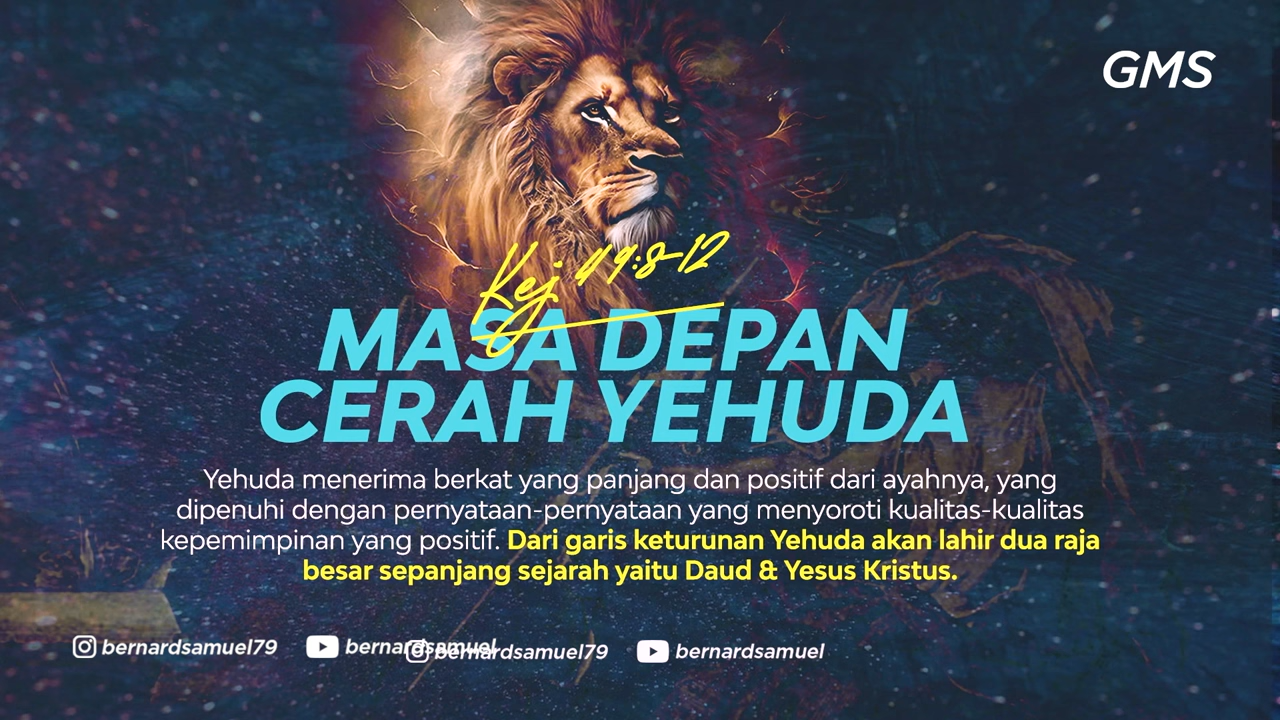 GMS
Kej 49:8-12
MASA DEPAN
CERAH YEHUDA
Yehuda menerima berkat yang panjang dan positif dari ayahnya, yang
dipenuhi dengan pernyataan-pernyataan yang menyoroti kualitas-kualitas
kepemimpinan yang positif. Dari garis keturunan Yehuda akan lahir dua raja
besar sepanjang sejarah yaitu Daud & Yesus Kristus.
bernardsamuel79 bernardsamuel
bernardsamuel79 bernardsamuel